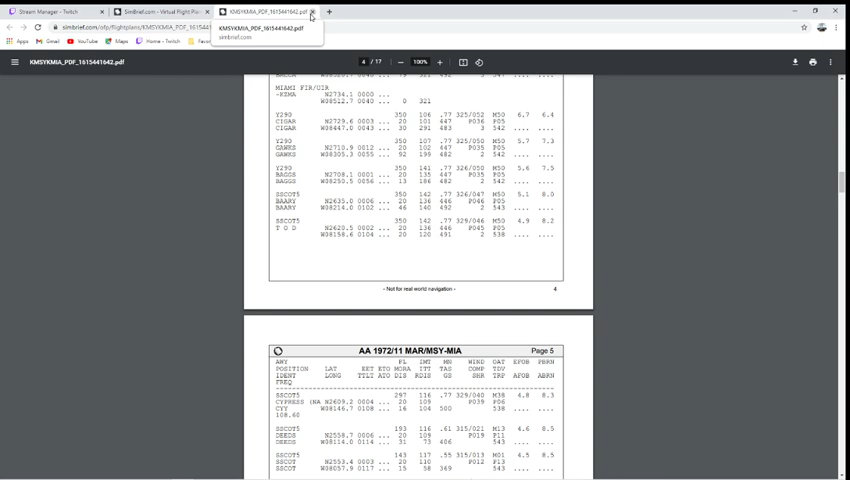 Stream Manager - Twitch
SimBrief.com - Virtual Flight Pla
KMSYKMIA_PDF_1615441642.pdf
simbrief.com/ofp/flightplans/KMSYKMIA_PDF_16154
KMSYKMIA_PDF_1615441642.pdf
simbrief.com
Apps Gmail YouTube Maps Home - Twitch Favor
KMSYKMIA_PDF_1615441642.pdf 4 / 17 100%
MIAMI FIR/UIR
-KZMA N2734.1 0000 ...
W08512.7 0040 .. 0 321
Y290 350 106 .77 325/052 M50 6.7 6.4
CIGAR N2729.6 0003 ... 20 101 447 P036 P05
CIGAR W08447.0 0043 ... 30 291 483 3 542 .... ....
Y290 350 107 .77 325/050 M50 5.7 7.3
GAWKS N2710.9 0012 ... 20 102 447 P035 P05
GAWKS W08305.3 0055 ... 92 199 482 2 542 .... ....
Y290 350 141 .77 326/050 M50 5.6 7.5
BAGGS N2708.1 0001 ... 20 135 447 P035 P05
BAGGS W08250.5 0056 ... 13 186 482 2 542 .... ....
SSCOT5 350 142 .77 326/047 M50 5.1 8.0
BAARY N2635.0 0006 ... 20 136 446 P046 P05
BAARY W08214.0 0102 ... 46 140 492 2 543 .... ....
SSCOT5 350 142 .77 329/046 M50 4.9 8.2
T O D N2620.5 0002 ... 20 136 446 P045 P05
W08158.6 0104 ... 20 120 491 2 538 .... ....
- Not for real world navigation - 4
AA 1972/11 MAR/MSY-MIA Page 5
AWY FL IMT MN WIND OAT EFOB PBRN
POSITION LAT EET ETO MORA ITT TAS COMP TDV
IDENT LONG TTLT ATO DIS RDIS GS SHR TRP AFOB ABRN
FREQ
SSCOT5 297 116 .77 329/040 M38 4.8 8.3
CYPRESS (NA N2609.2 0004 ... 20 109 P039 P06
CYY W08146.7 0108 ... 16 104 500 538 .... ....
108.60
SSCOT5 193 116 .61 315/021 M13 4.6 8.5
DEEDS N2558.7 0006 ... 20 109 P019 P11
DEEDS W08114.0 0114 ... 31 73 406 543 .... ....
SSCOT5 143 117 .55 315/013 M01 4.5 8.5
SSCOT N2553.4 0003 ... 20 110 P012 P13
SSCOT W08057.9 0117 ... 15 58 369 543 .... ....